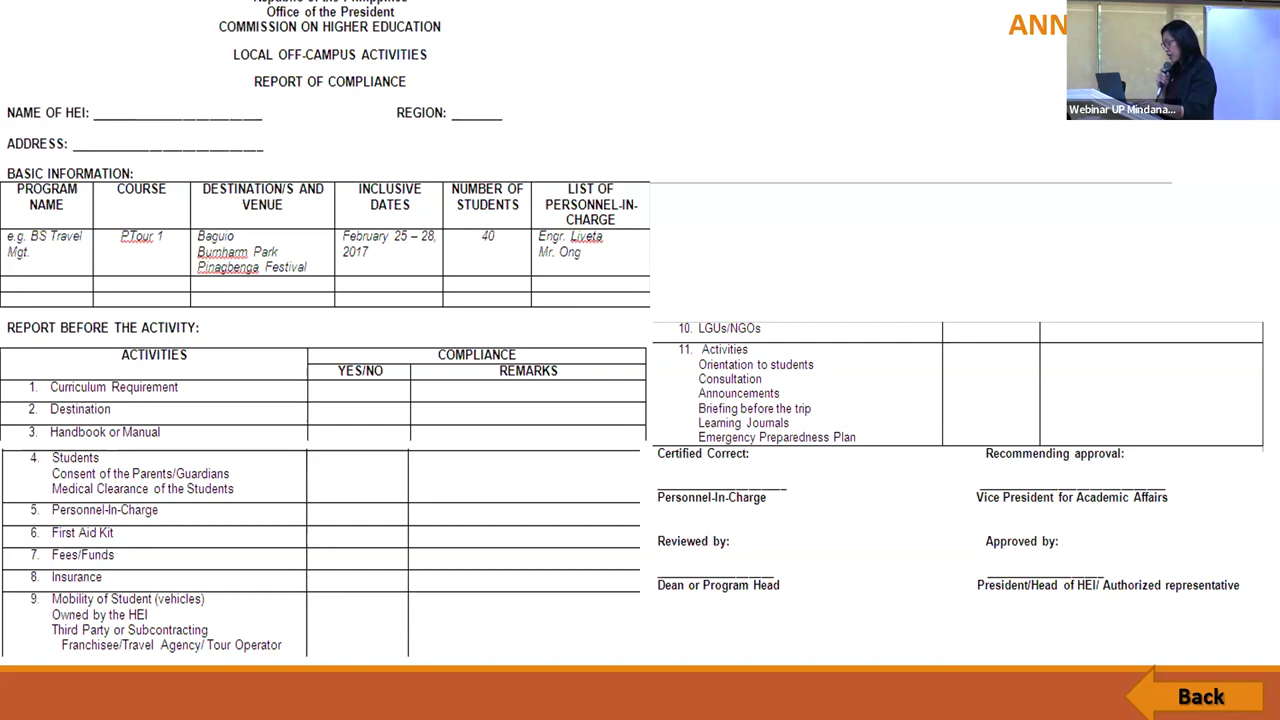 Republic of the Philippines
Office of the President
COMMISSION ON HIGHER EDUCATION
LOCAL OFF-CAMPUS ACTIVITIES
REPORT OF COMPLIANCE
NAME OF HEI: ____________________ REGION: ______
ADDRESS: ______________________
BASIC INFORMATION:
PROGRAM NAME COURSE DESTINATION/S AND VENUE INCLUSIVE DATES NUMBER OF STUDENTS LIST OF PERSONNEL-IN-CHARGE
e.g. BS Travel Mgt. P.Tour 1 Baguio Burnharm Park Pinagbenga Festival February 25 – 28, 2017 40 Engr. Liveta Mr. Ong
REPORT BEFORE THE ACTIVITY:
ACTIVITIES COMPLIANCE
YES/NO REMARKS
1. Curriculum Requirement
2. Destination
3. Handbook or Manual
4. Students
Consent of the Parents/Guardians
Medical Clearance of the Students
5. Personnel-In-Charge
6. First Aid Kit
7. Fees/Funds
8. Insurance
9. Mobility of Student (vehicles)
Owned by the HEI
Third Party or Subcontracting
Franchisee/Travel Agency/ Tour Operator
10. LGUs/NGOs
11. Activities
Orientation to students
Consultation
Announcements
Briefing before the trip
Learning Journals
Emergency Preparedness Plan
Certified Correct: Recommending approval:
Personnel-In-Charge Vice President for Academic Affairs
Reviewed by: Approved by:
Dean or Program Head President/Head of HEI/ Authorized representative
Webinar UP Mindana...
Back